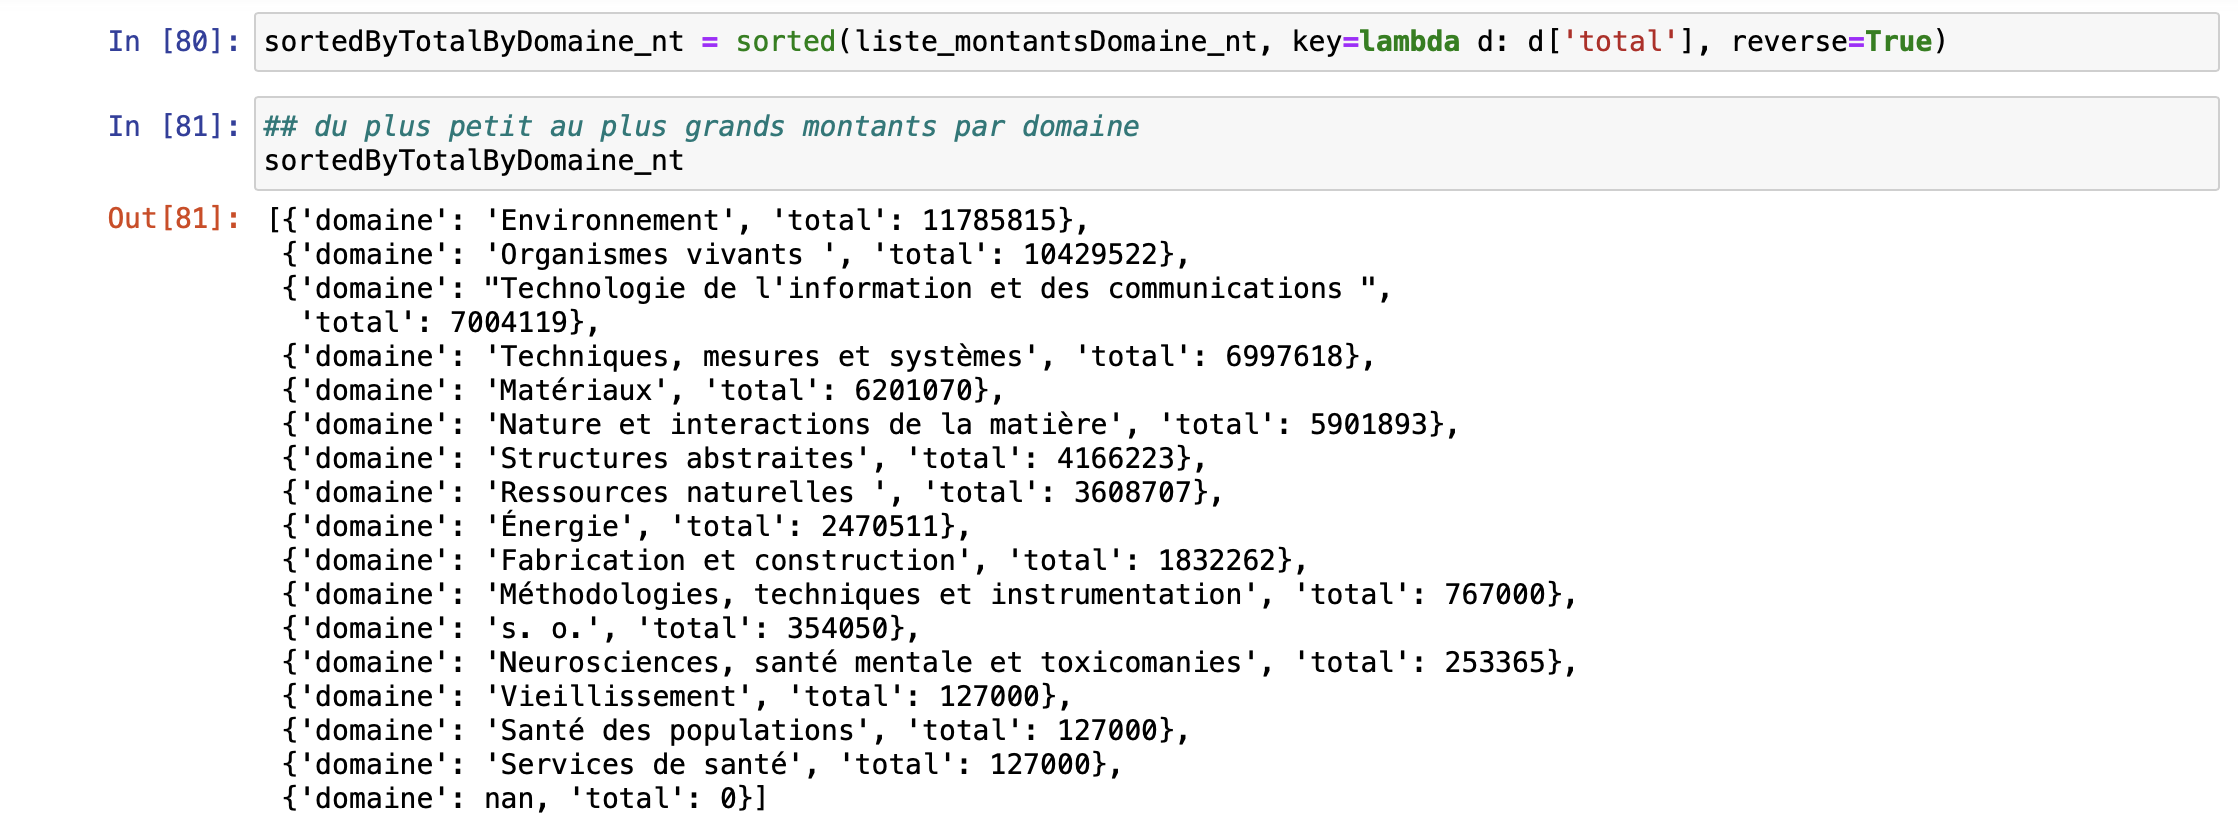 In [80]: sortedByTotalByDomaine_nt = sorted(liste_montantsDomaine_nt, key=lambda d: d['total'], reverse=True)
In [81]: ## du plus petit au plus grands montants par domaine
sortedByTotalByDomaine_nt
Out[81]: [{'domaine': 'Environnement', 'total': 11785815},
{'domaine': 'Organismes vivants ', 'total': 10429522},
{'domaine': "Technologie de l'information et des communications ",
'total': 7004119},
{'domaine': 'Techniques, mesures et systèmes', 'total': 6997618},
{'domaine': 'Matériaux', 'total': 6201070},
{'domaine': 'Nature et interactions de la matière', 'total': 5901893},
{'domaine': 'Structures abstraites', 'total': 4166223},
{'domaine': 'Ressources naturelles ', 'total': 3608707},
{'domaine': 'Énergie', 'total': 2470511},
{'domaine': 'Fabrication et construction', 'total': 1832262},
{'domaine': 'Méthodologies, techniques et instrumentation', 'total': 767000},
{'domaine': 's. o.', 'total': 354050},
{'domaine': 'Neurosciences, santé mentale et toxicomanies', 'total': 253365},
{'domaine': 'Vieillissement', 'total': 127000},
{'domaine': 'Santé des populations', 'total': 127000},
{'domaine': 'Services de santé', 'total': 127000},
{'domaine': nan, 'total': 0}]